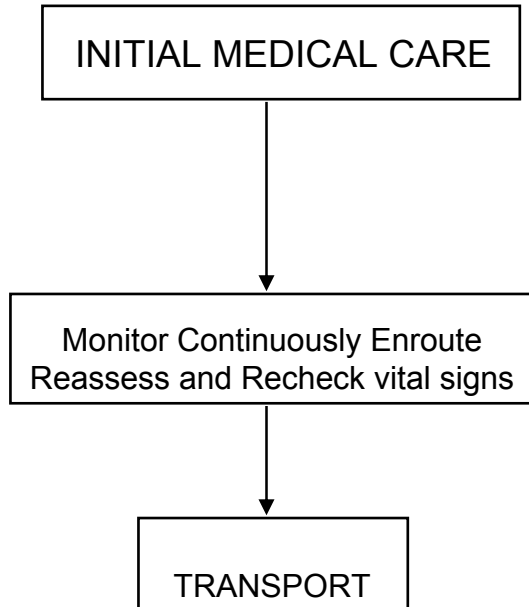 INITIAL MEDICAL CARE
Monitor Continuously Enroute
Reassess and Recheck vital signs
TRANSPORT